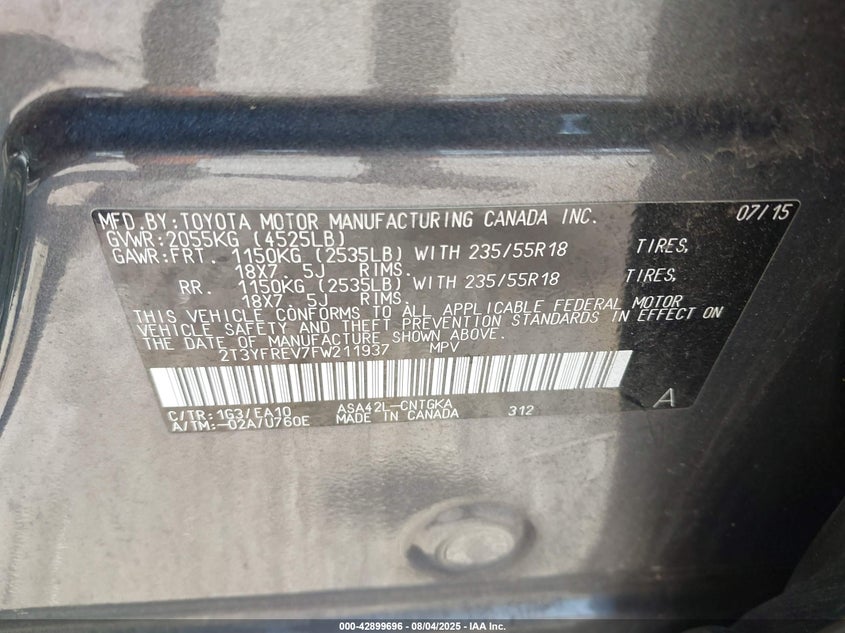 MFD.BY:TOYOTA MOTOR MANUFACTURING CANADA INC. 07/15
GVWR:2055KG (4525LB)
GAWR:FRT. 1150KG (2535LB) WITH 235/55R18 TIRES,
18X7.5J RIMS.
RR. 1150KG (2535LB) WITH 235/55R18 TIRES,
18X7.5J RIMS.
THIS VEHICLE CONFORMS TO ALL APPLICABLE FEDERAL MOTOR
VEHICLE SAFETY AND THEFT PREVENTION STANDARDS IN EFFECT ON
THE DATE OF MANUFACTURE SHOWN ABOVE.
2T3YFREV7FW211937 MPV
C/TR:1G3/EA10 ASA42L-CNTGKA 312 A
A/TM:-02A/U760E MADE IN CANADA
000-42899696 - 08/04/2025 - IAA Inc.